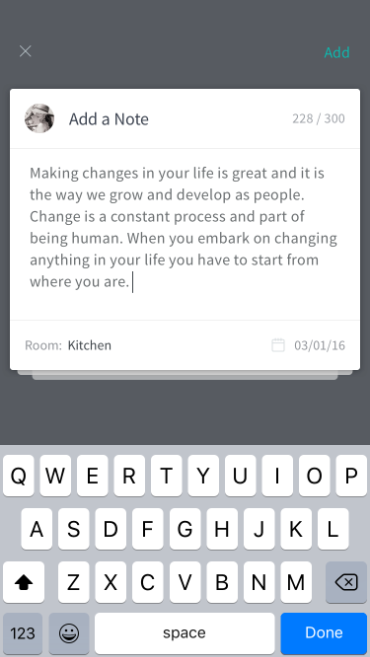 Add
Add a Note 228 / 300
Making changes in your life is great and it is
the way we grow and develop as people.
Change is a constant process and part of
being human. When you embark on changing
anything in your life you have to start from
where you are.
Room: Kitchen 03/01/16
Q W E R T Y U I O P
A S D F G H J K L
Z X C V B N M
123 space Done